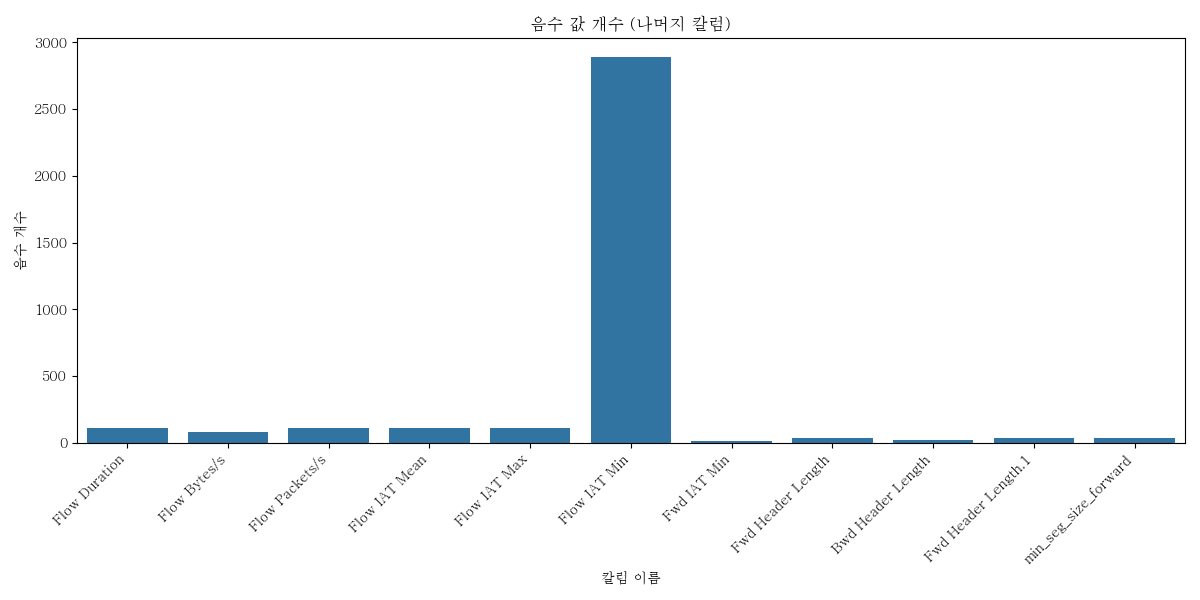 음수 값 개수 (나머지 칼럼)
음수 개수
3000
2500
2000
1500
1000
500
0
Flow Duration
Flow Bytes/s
Flow Packets/s
Flow IAT Mean
Flow IAT Max
Flow IAT Min
Fwd IAT Min
Fwd Header Length
Bwd Header Length
Fwd Header Length.1
min_seg_size_forward
칼럼 이름